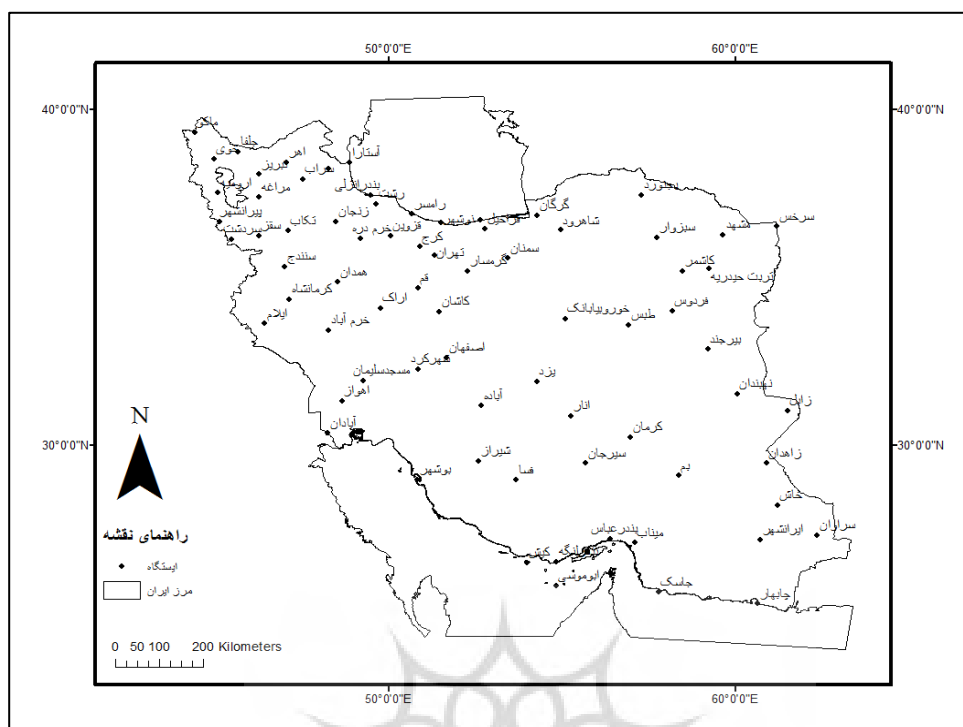 50°0'0"E
60°0'0"E
40°0'0"N
40°0'0"N
ماکو
جلفا
خوی
اهر
تبریز
سراب
آستارا
ارومیه
مراغه
بندرانزلی
رشت
بجنورد
پیرانشهر
تکاب
سقز
زنجان
رامسر
نوشهر
قراخیل
گرگان
شاهرود
سرخس
سردشت
خرم دره
قزوین
کرج
سبزوار
مشهد
سنندج
تهران
سمنان
گرمسار
کاشمر
تربت حیدریه
همدان
قم
کرمانشاه
اراک
کاشان
خوروبیابانک
فردوس
طبس
ایلام
خرم آباد
بیرجند
اصفهان
شهرکرد
مسجدسلیمان
یزد
نهبندان
اهواز
آباده
انار
زابل
آبادان
کرمان
30°0'0"N
30°0'0"N
شیراز
سیرجان
زاهدان
بوشهر
فسا
بم
خاش
بندرعباس
میناب
ایرانشهر
سراران
کیش
ابوموسی
جاسک
چابهار
N
راهنمای نقشه
ایستگاه
مرز ایران
0 50 100 200 Kilometers
50°0'0"E
60°0'0"E